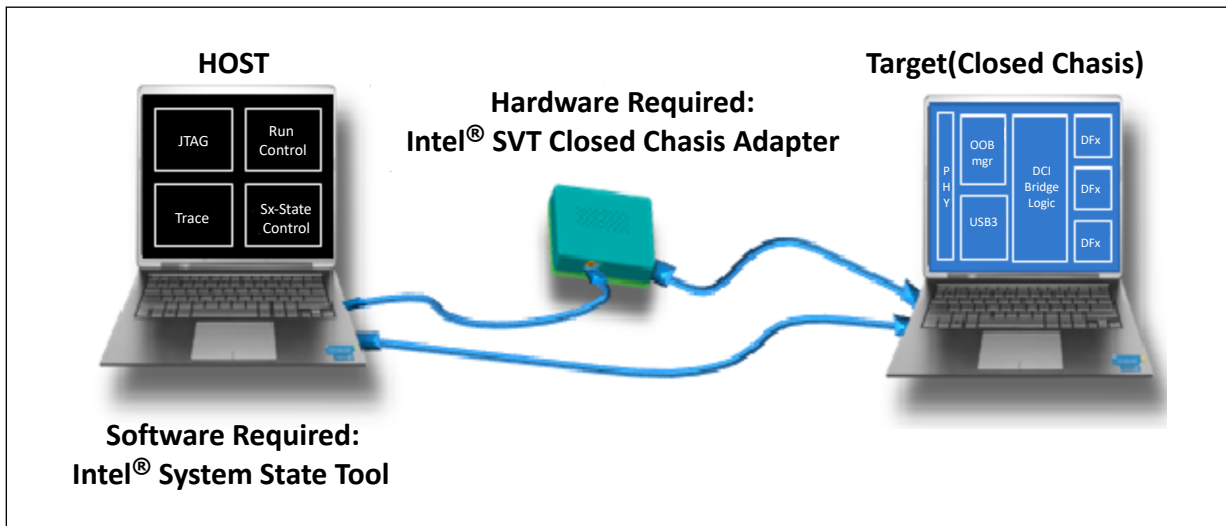 HOST
Target(Closed Chasis)
Hardware Required:
Intel® SVT Closed Chasis Adapter
JTAG
Run
Control
Trace
Sx-State
Control
P
H
Y
OOB
mgr
USB3
DCI
Bridge
Logic
DFx
DFx
DFx
Software Required:
Intel® System State Tool